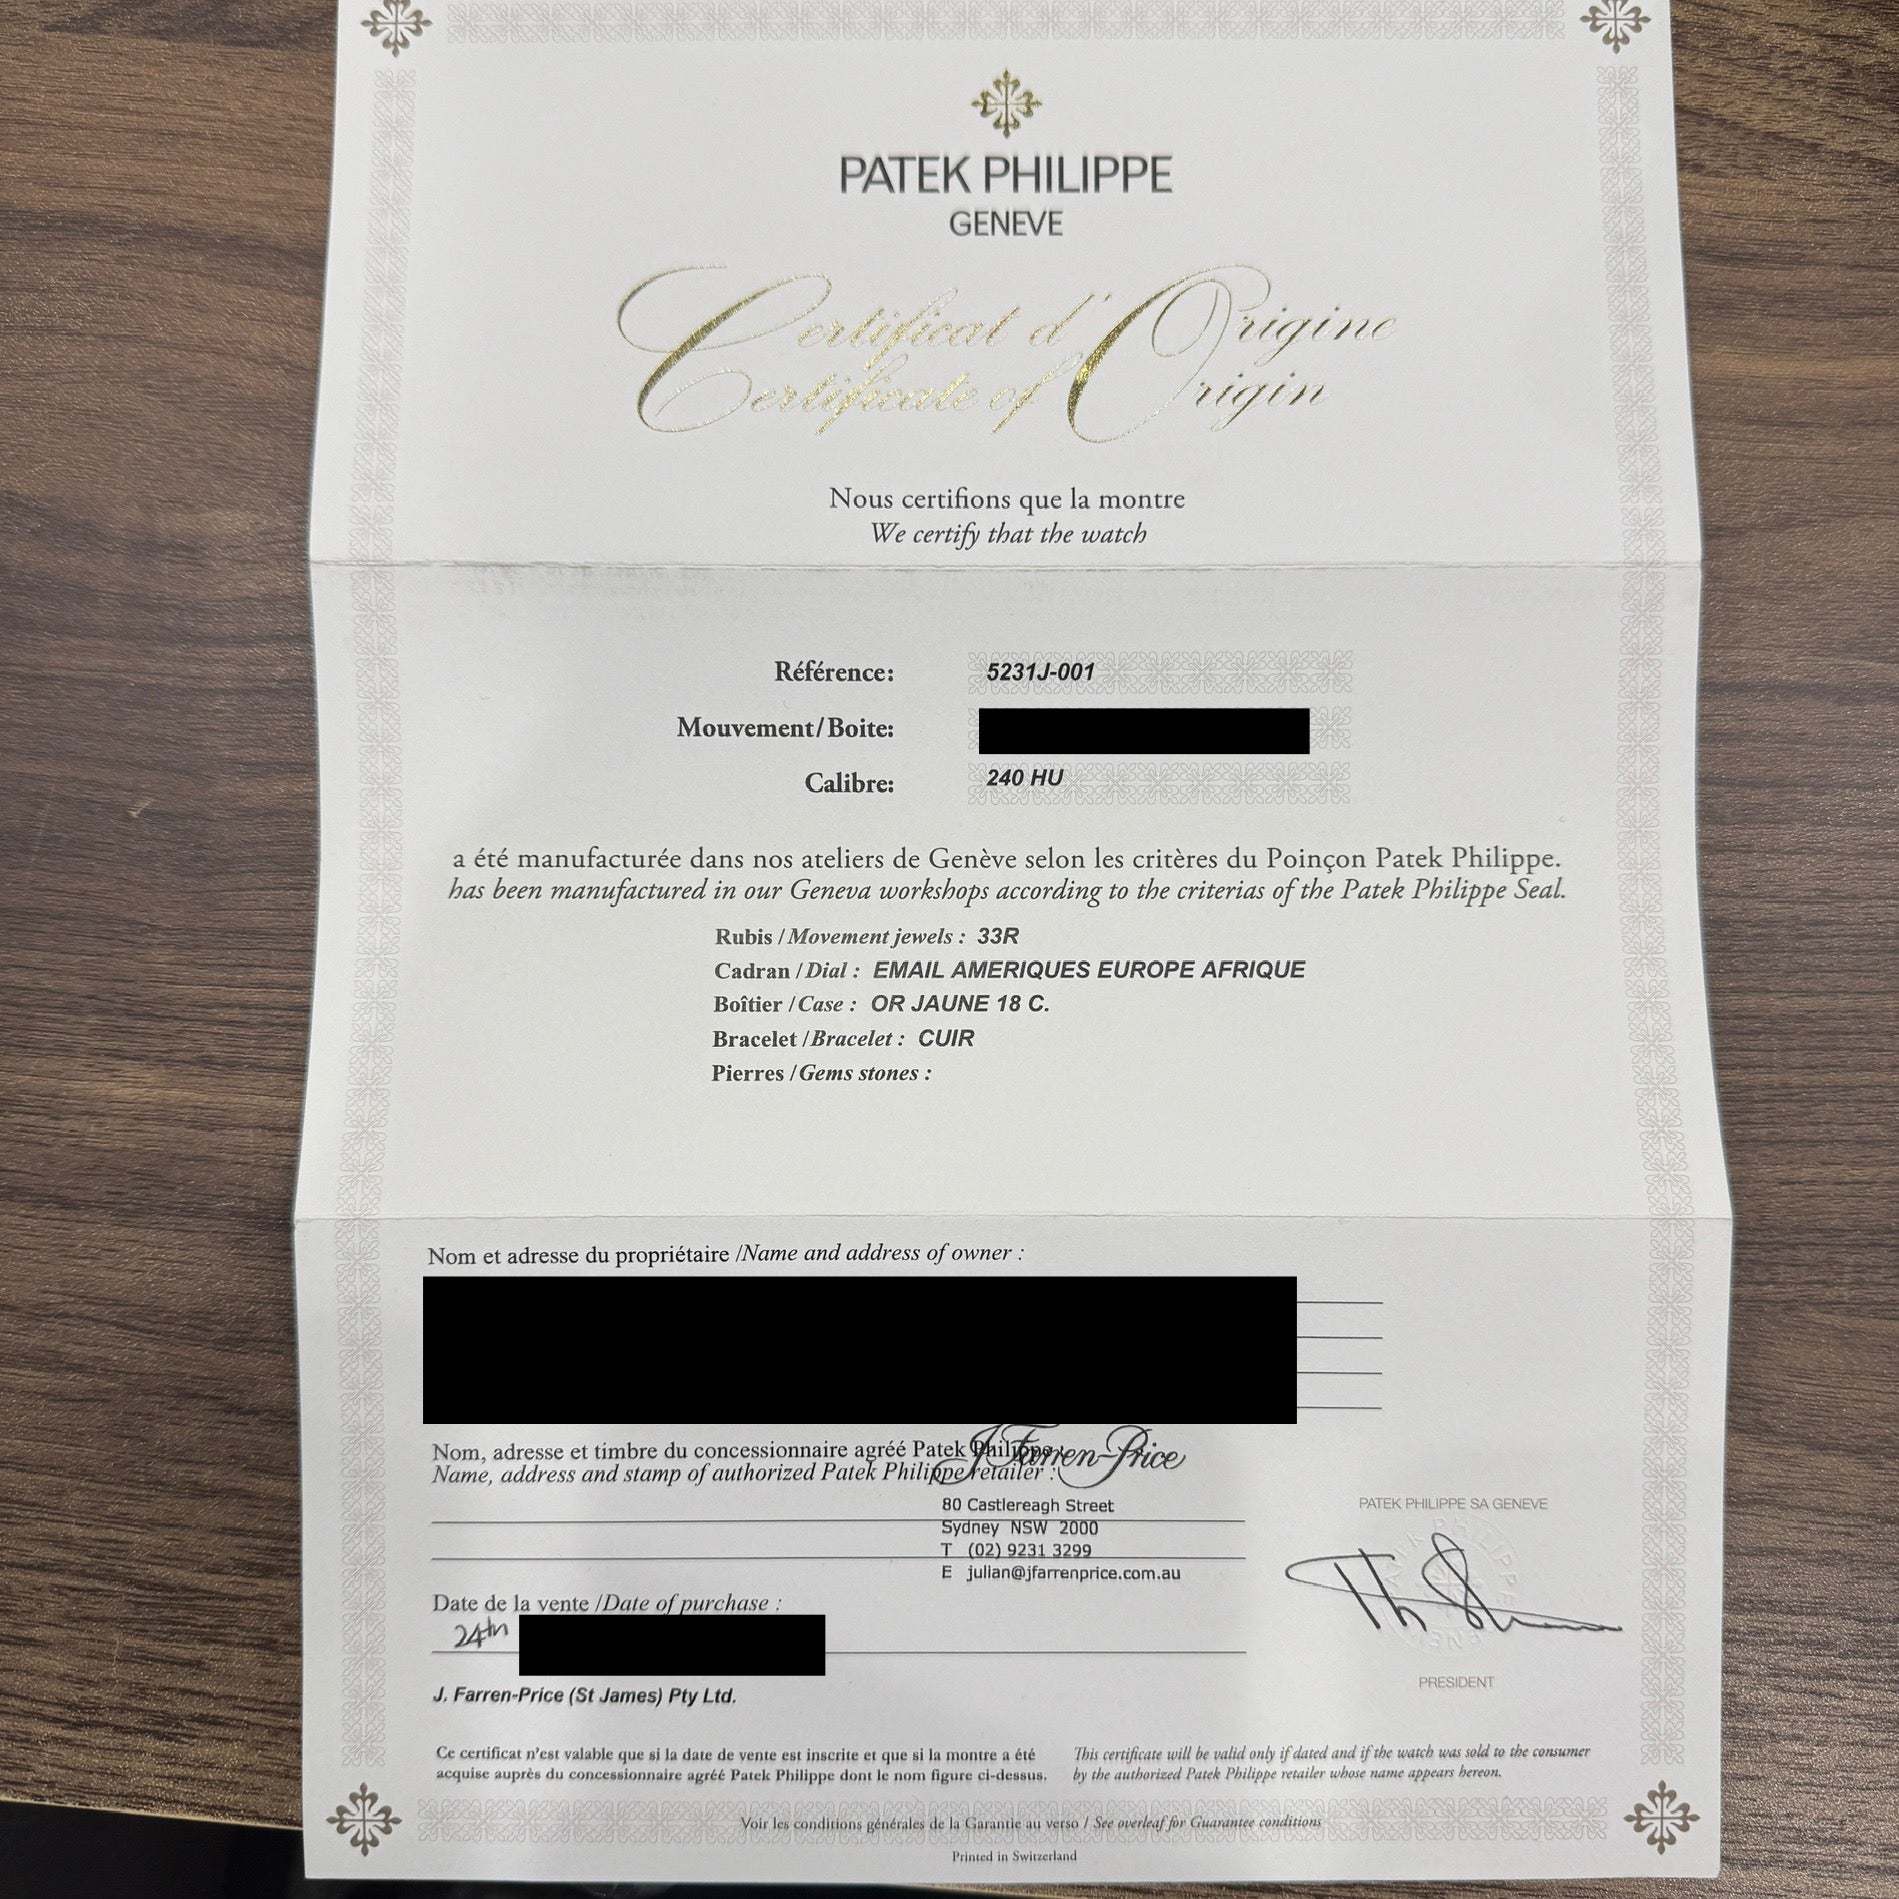 PATEK PHILIPPE
GENEVE
Certificat d'Origine
Certificate of Origin
Nous certifions que la montre
We certify that the watch
Référence: 5231J-001
Mouvement/Boite:
Calibre: 240 HU
a été manufacturée dans nos ateliers de Genève selon les critères du Poinçon Patek Philippe.
has been manufactured in our Geneva workshops according to the criterias of the Patek Philippe Seal.
Rubis / Movement jewels : 33R
Cadran / Dial : EMAIL AMERIQUES EUROPE AFRIQUE
Boîtier / Case : OR JAUNE 18 C.
Bracelet / Bracelet : CUIR
Pierres / Gems stones :
Nom et adresse du propriétaire / Name and address of owner :
Nom, adresse et timbre du concessionnaire agréé Patek Philippe :
Name, address and stamp of authorized Patek Philippe retailer :
J Farren-Price
80 Castlereagh Street
Sydney NSW 2000
T (02) 9231 3299
E julian@jfarrenprice.com.au
PATEK PHILIPPE SA GENEVE
Date de la vente / Date of purchase :
24th
PRESIDENT
J. Farren-Price (St James) Pty Ltd.
Ce certificat n'est valable que si la date de vente est inscrite et que si la montre a été
acquise auprès du concessionnaire agréé Patek Philippe dont le nom figure ci-dessus.
This certificate will be valid only if dated and if the watch was sold to the consumer
by the authorized Patek Philippe retailer whose name appears hereon.
Voir les conditions générales de la Garantie au verso / See overleaf for Guarantee conditions
Printed in Switzerland